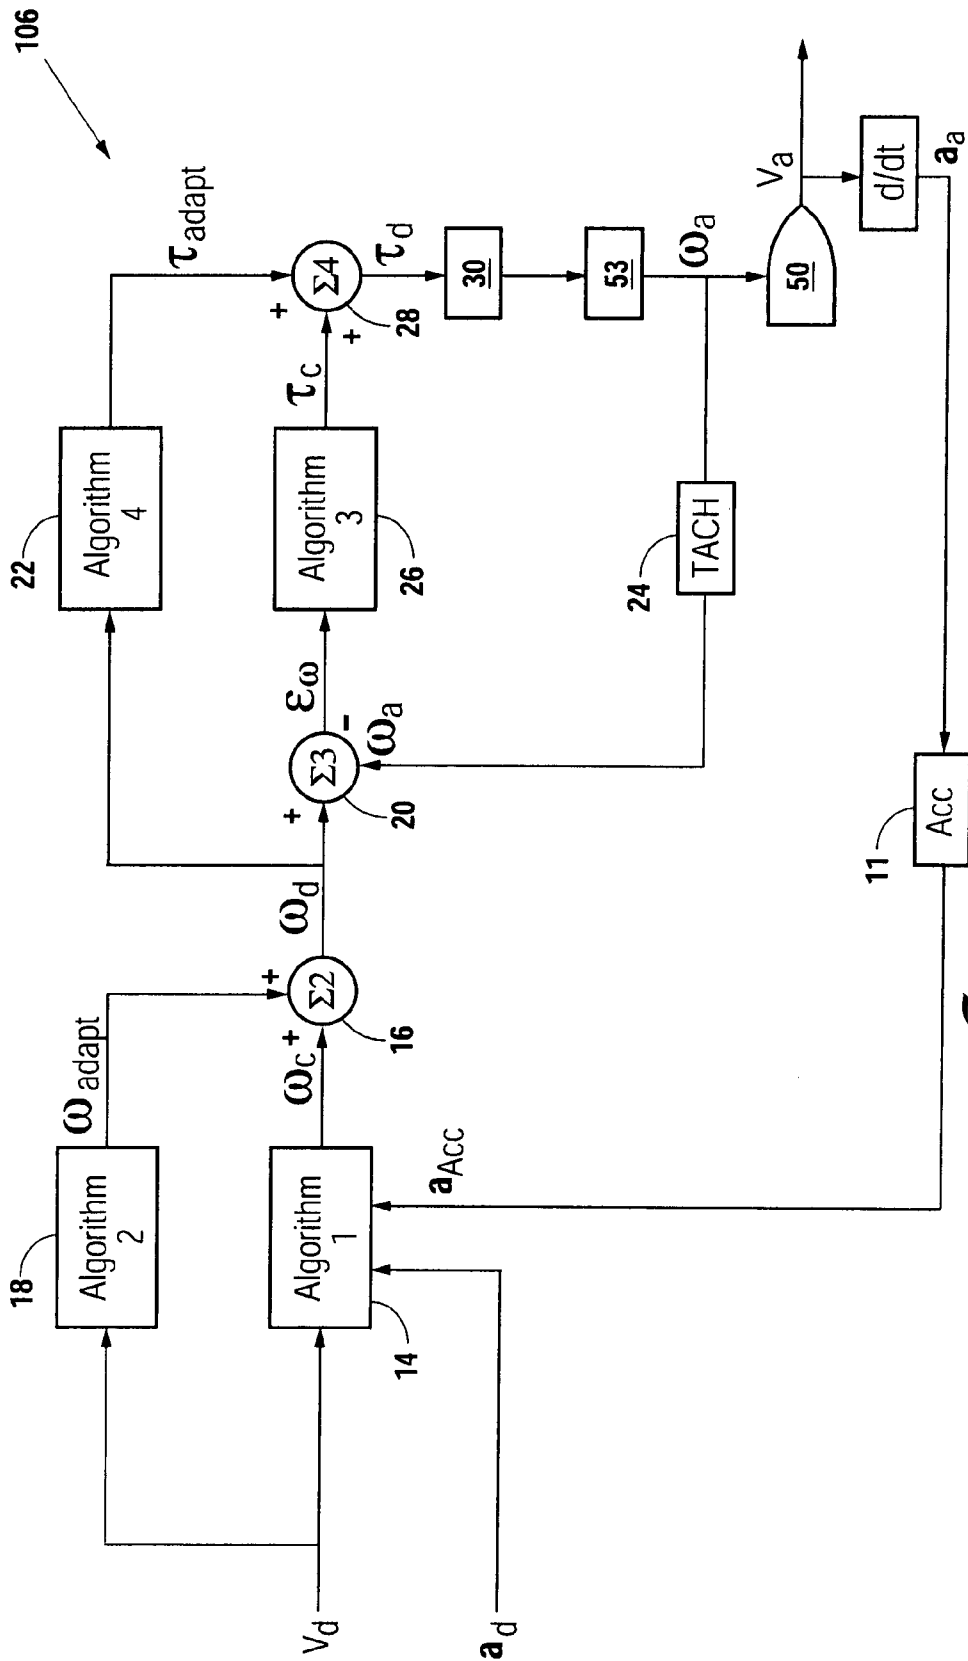 106
τadapt
22
Algorithm
4
+
Σ4
28
+
τd
30
53
ωa
50
Va
d/dt
aa
τc
Algorithm
3
26
εω
-
ωa
Σ3
20
+
TACH
24
Acc
11
ωd
ωadapt
+
Σ2
16
+
ωc
18
Algorithm
2
Algorithm
1
14
aAcc
Vd
ad